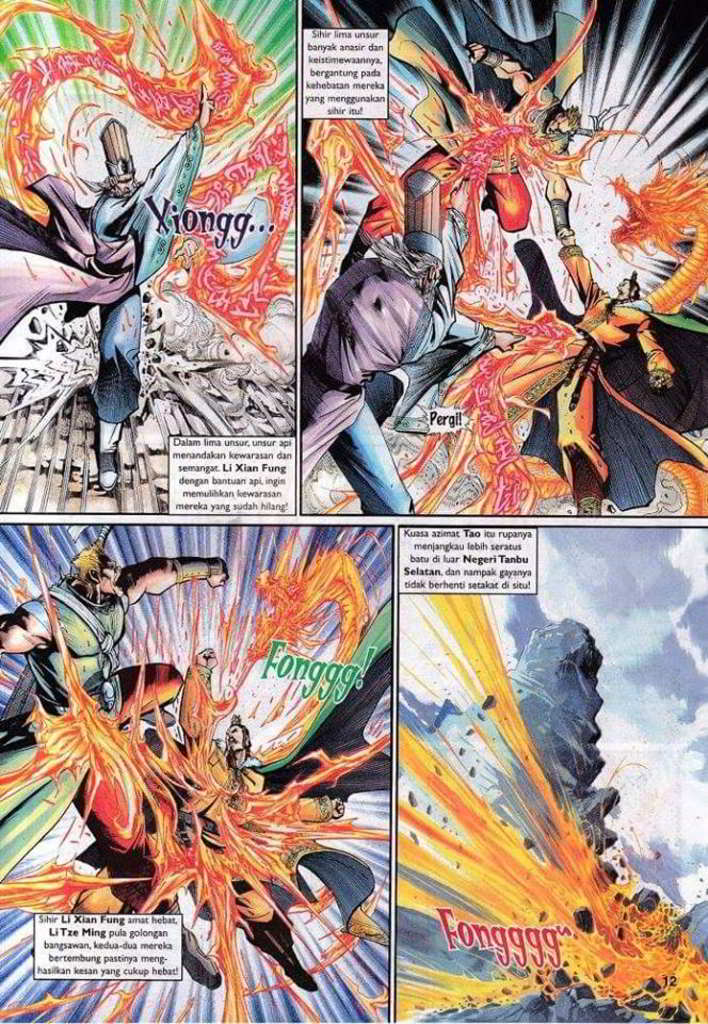 Xiongg...
Dalam lima unsur, unsur api
menandakan kewarasan dan
semangat. Li Xian Fung
dengan bantuan api, ingin
memulihkan kewarasan
mereka yang sudah hilang!
Sihir lima unsur
banyak anasir dan
keistimewaannya,
bergantung pada
kehebatan mereka
yang menggunakan
sihir itu!
Pergi!
Fonggg!
Sihir Li Xian Fung amat hebat,
Li Tze Ming pula golongan
bangsawan, kedua-dua mereka
bertembung pastinya meng-
hasilkan kesan yang cukup hebat!
Kuasa azimat Tao itu rupanya
menjangkau lebih seratus
batu di luar Negeri Tanbu
Selatan, dan nampak gayanya
tidak berhenti setakat di situ!
Fongggg~
12